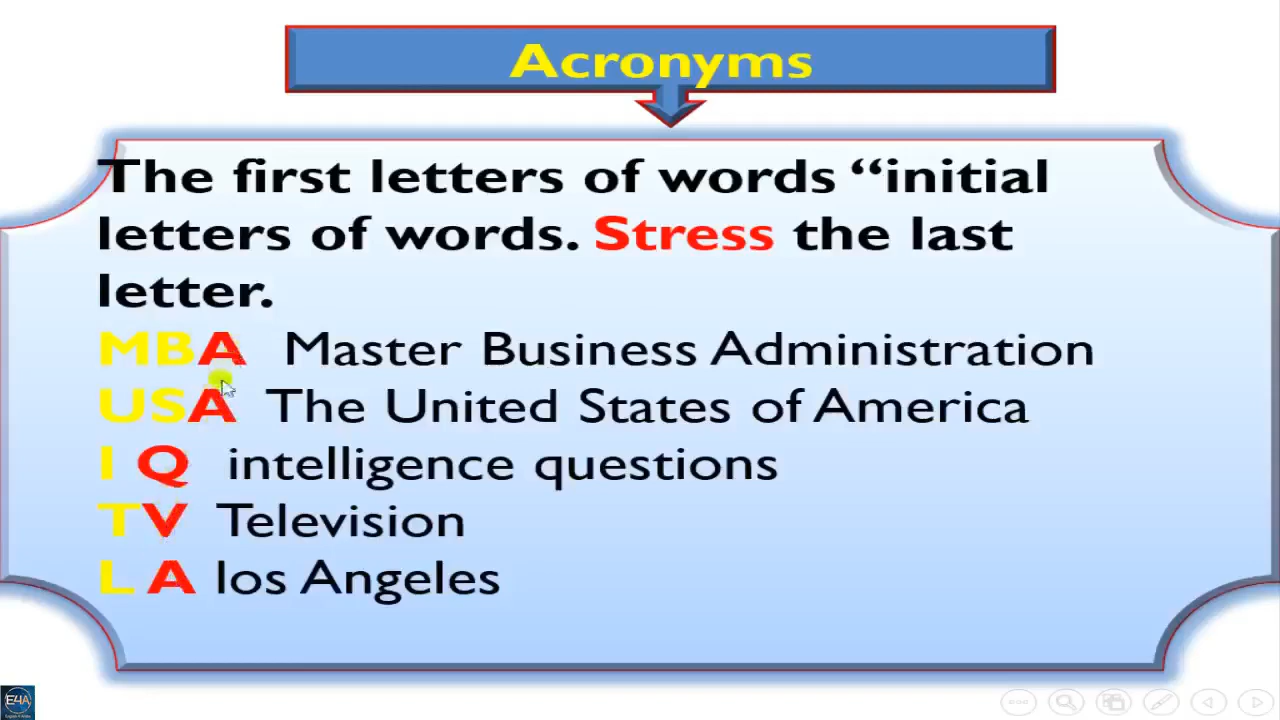 Acronyms
The first letters of words “initial
letters of words. Stress the last
letter.
MBA Master Business Administration
USA The United States of America
I Q intelligence questions
TV Television
L A los Angeles
E4A